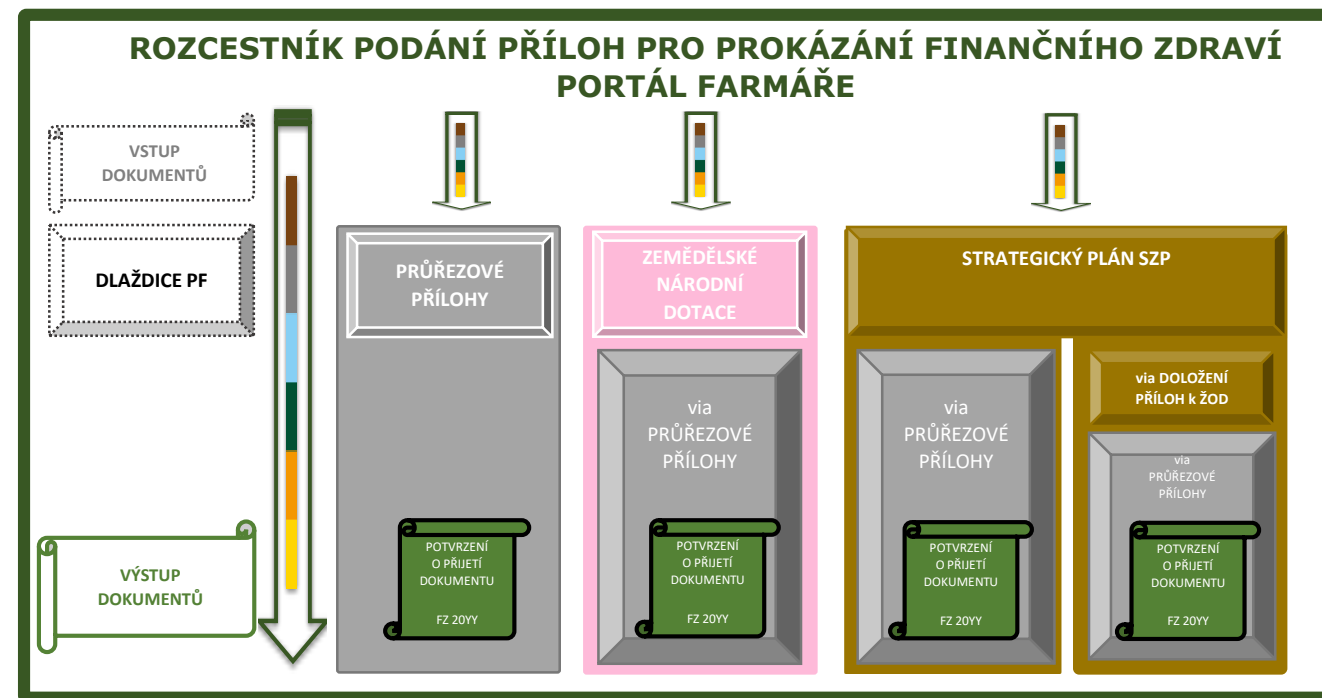 ROZCESTNÍK PODÁNÍ PŘÍLOH PRO PROKÁZÁNÍ FINANČNÍHO ZDRAVÍ
PORTÁL FARMÁŘE
VSTUP
DOKUMENTŮ
DLAŽDICE PF
VÝSTUP
DOKUMENTŮ
PRŮŘEZOVÉ
PŘÍLOHY
POTVRZENÍ
O PŘIJETÍ
DOKUMENTU
FZ 20YY
ZEMĚDĚLSKÉ
NÁRODNÍ
DOTACE
via
PRŮŘEZOVÉ
PŘÍLOHY
POTVRZENÍ
O PŘIJETÍ
DOKUMENTU
FZ 20YY
STRATEGICKÝ PLÁN SZP
via
PRŮŘEZOVÉ
PŘÍLOHY
POTVRZENÍ
O PŘIJETÍ
DOKUMENTU
FZ 20YY
via DOLOŽENÍ
PŘÍLOH k ŽOD
via
PRŮŘEZOVÉ
PŘÍLOHY
POTVRZENÍ
O PŘIJETÍ
DOKUMENTU
FZ 20YY